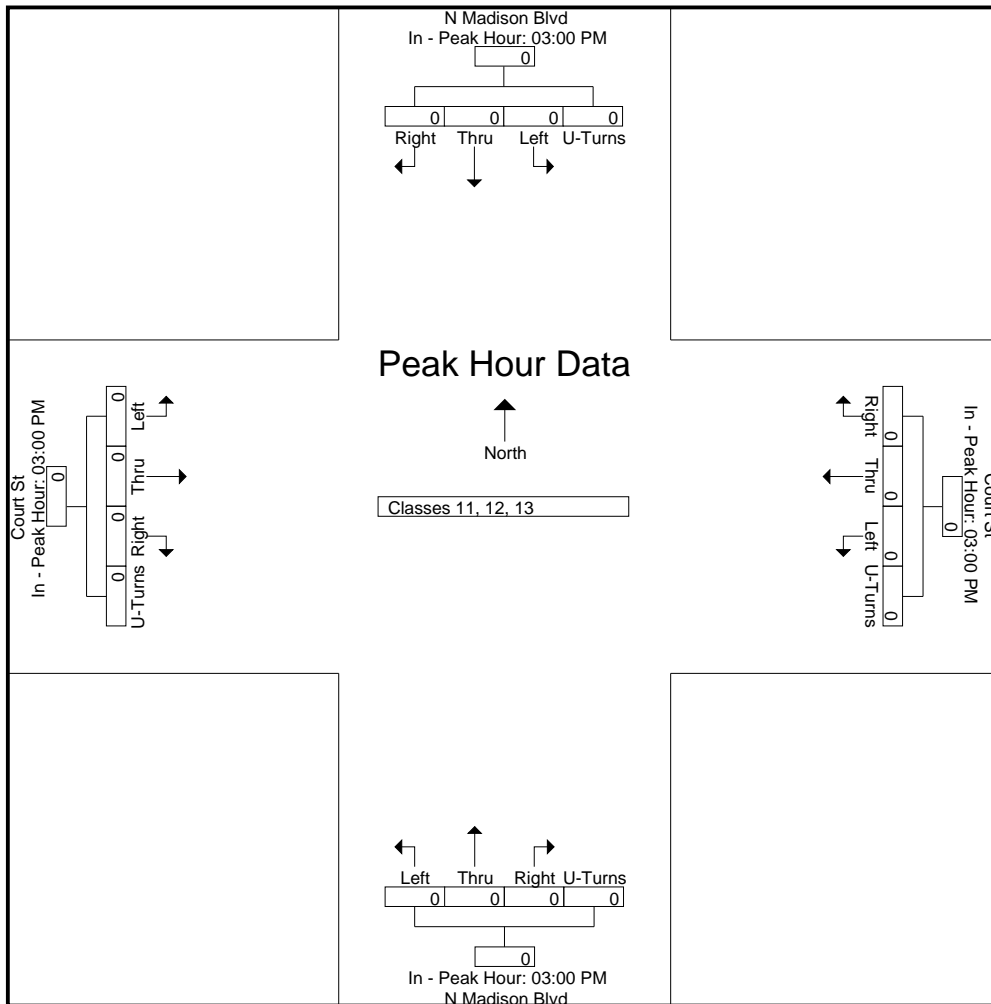 N Madison Blvd
In - Peak Hour: 03:00 PM
0
0 0 0 0
Right Thru Left U-Turns
Peak Hour Data
North
Classes 11, 12, 13
Court St
In - Peak Hour: 03:00 PM
0
0 0 0 0
Left Thru Right U-Turns
Court St
In - Peak Hour: 03:00 PM
0
0 0 0 0
Right Thru Left U-Turns
Left Thru Right U-Turns
0 0 0 0
0
In - Peak Hour: 03:00 PM
N Madison Blvd